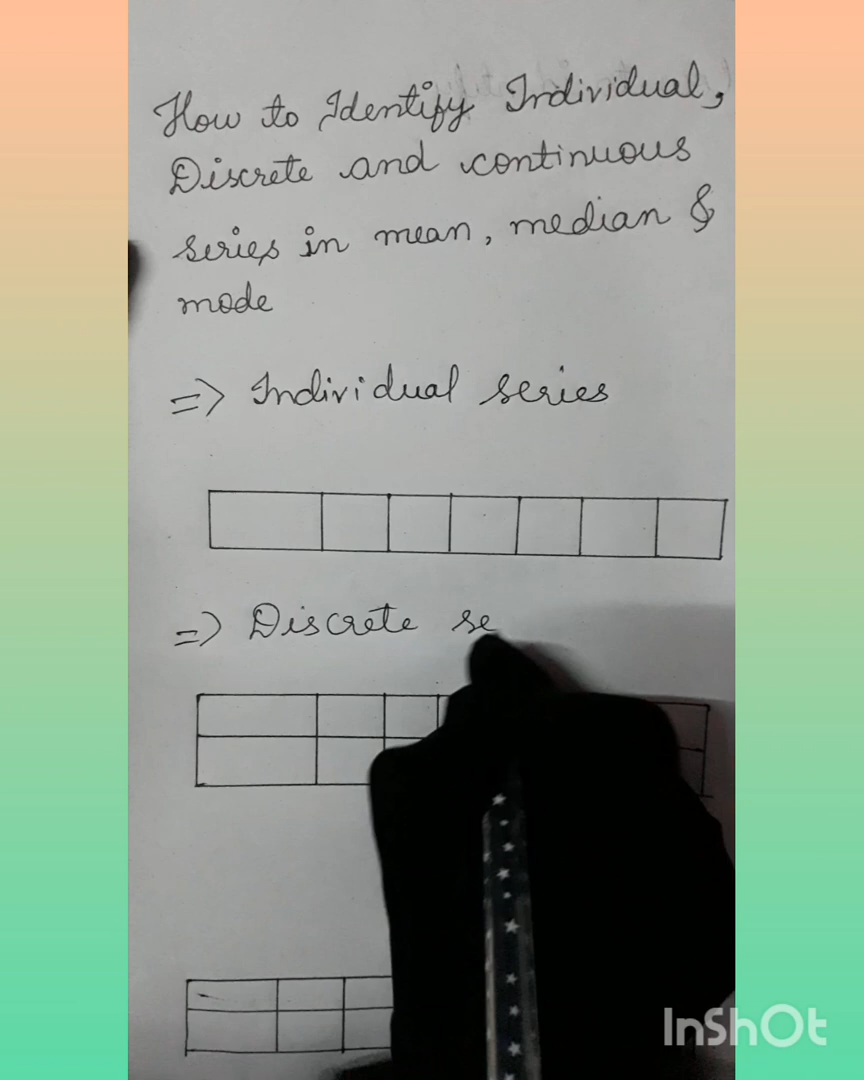 How to Identify Individual,
Discrete and continuous
series in mean, median &
mode
=> Individual series
=> Discrete se
InShOt